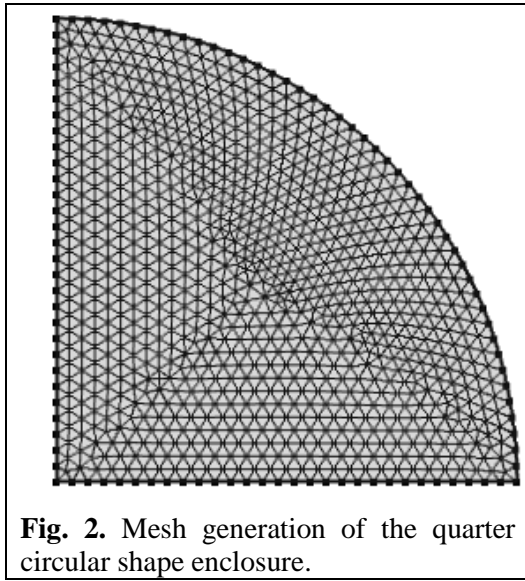 Fig. 2. Mesh generation of the quarter
circular shape enclosure.